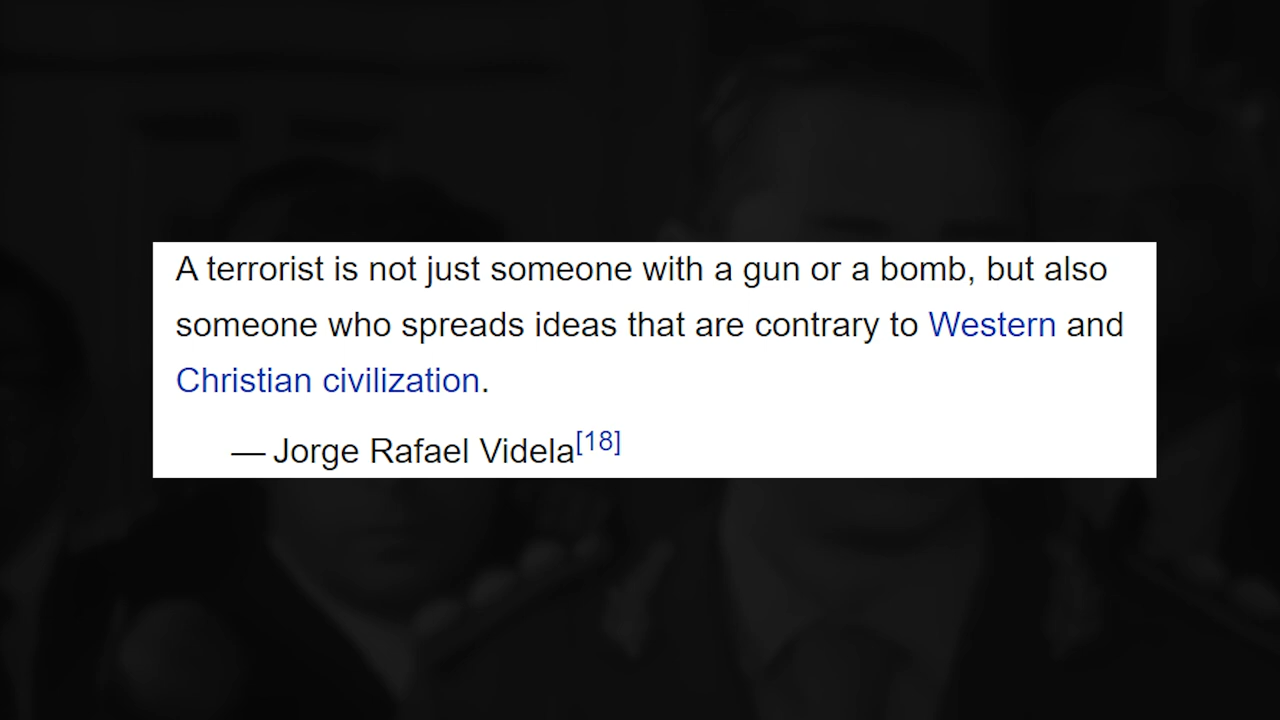 A terrorist is not just someone with a gun or a bomb, but also
someone who spreads ideas that are contrary to Western and
Christian civilization.
— Jorge Rafael Videla[18]